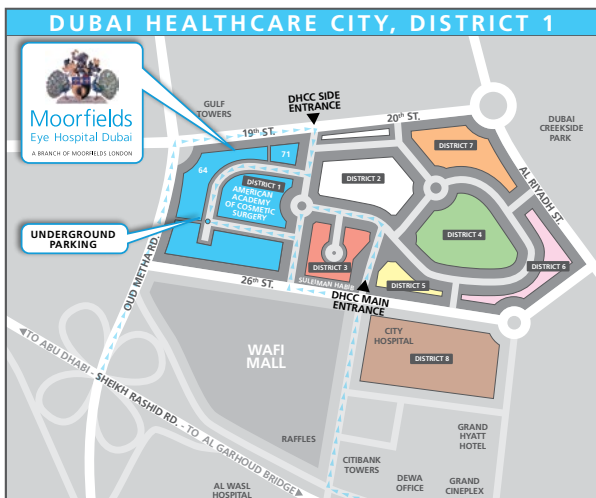 DUBAI HEALTHCARE CITY, DISTRICT 1
Moorfields
Eye Hospital Dubai
A BRANCH OF MOORFIELDS LONDON
GULF
TOWERS
DHCC SIDE
ENTRANCE
19th ST.
20th ST.
DUBAI
CREEKSIDE
PARK
DISTRICT 7
AL RIYADH ST.
64
71
DISTRICT 1
AMERICAN
ACADEMY
OF COSMETIC
SURGERY
DISTRICT 2
DISTRICT 4
UNDERGROUND
PARKING
OUD METHA RD.
DISTRICT 3
SULEIMAN HABIB
DISTRICT 5
DISTRICT 6
26th ST.
DHCC MAIN
ENTRANCE
CITY
HOSPITAL
DISTRICT 8
WAFI
MALL
TO ABU DHABI - SHEIKH RASHID RD. - TO AL GARHOUD BRIDGE
RAFFLES
AL WASL
HOSPITAL
CITIBANK
TOWERS
DEWA
OFFICE
GRAND
HYATT
HOTEL
GRAND
CINEPLEX